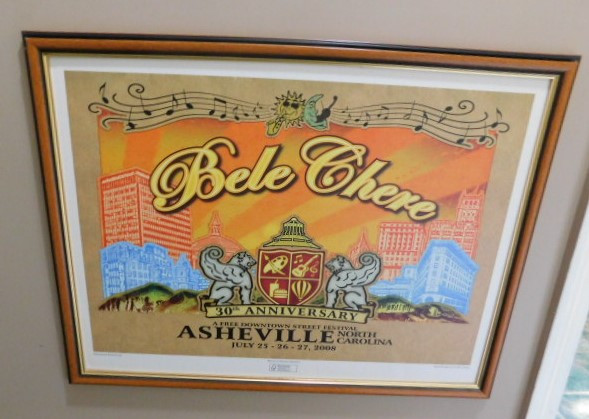 Bele Chere
30th ANNIVERSARY
A FREE DOWNTOWN STREET FESTIVAL
ASHEVILLE NORTH CAROLINA
JULY 25 - 26 - 27, 2008